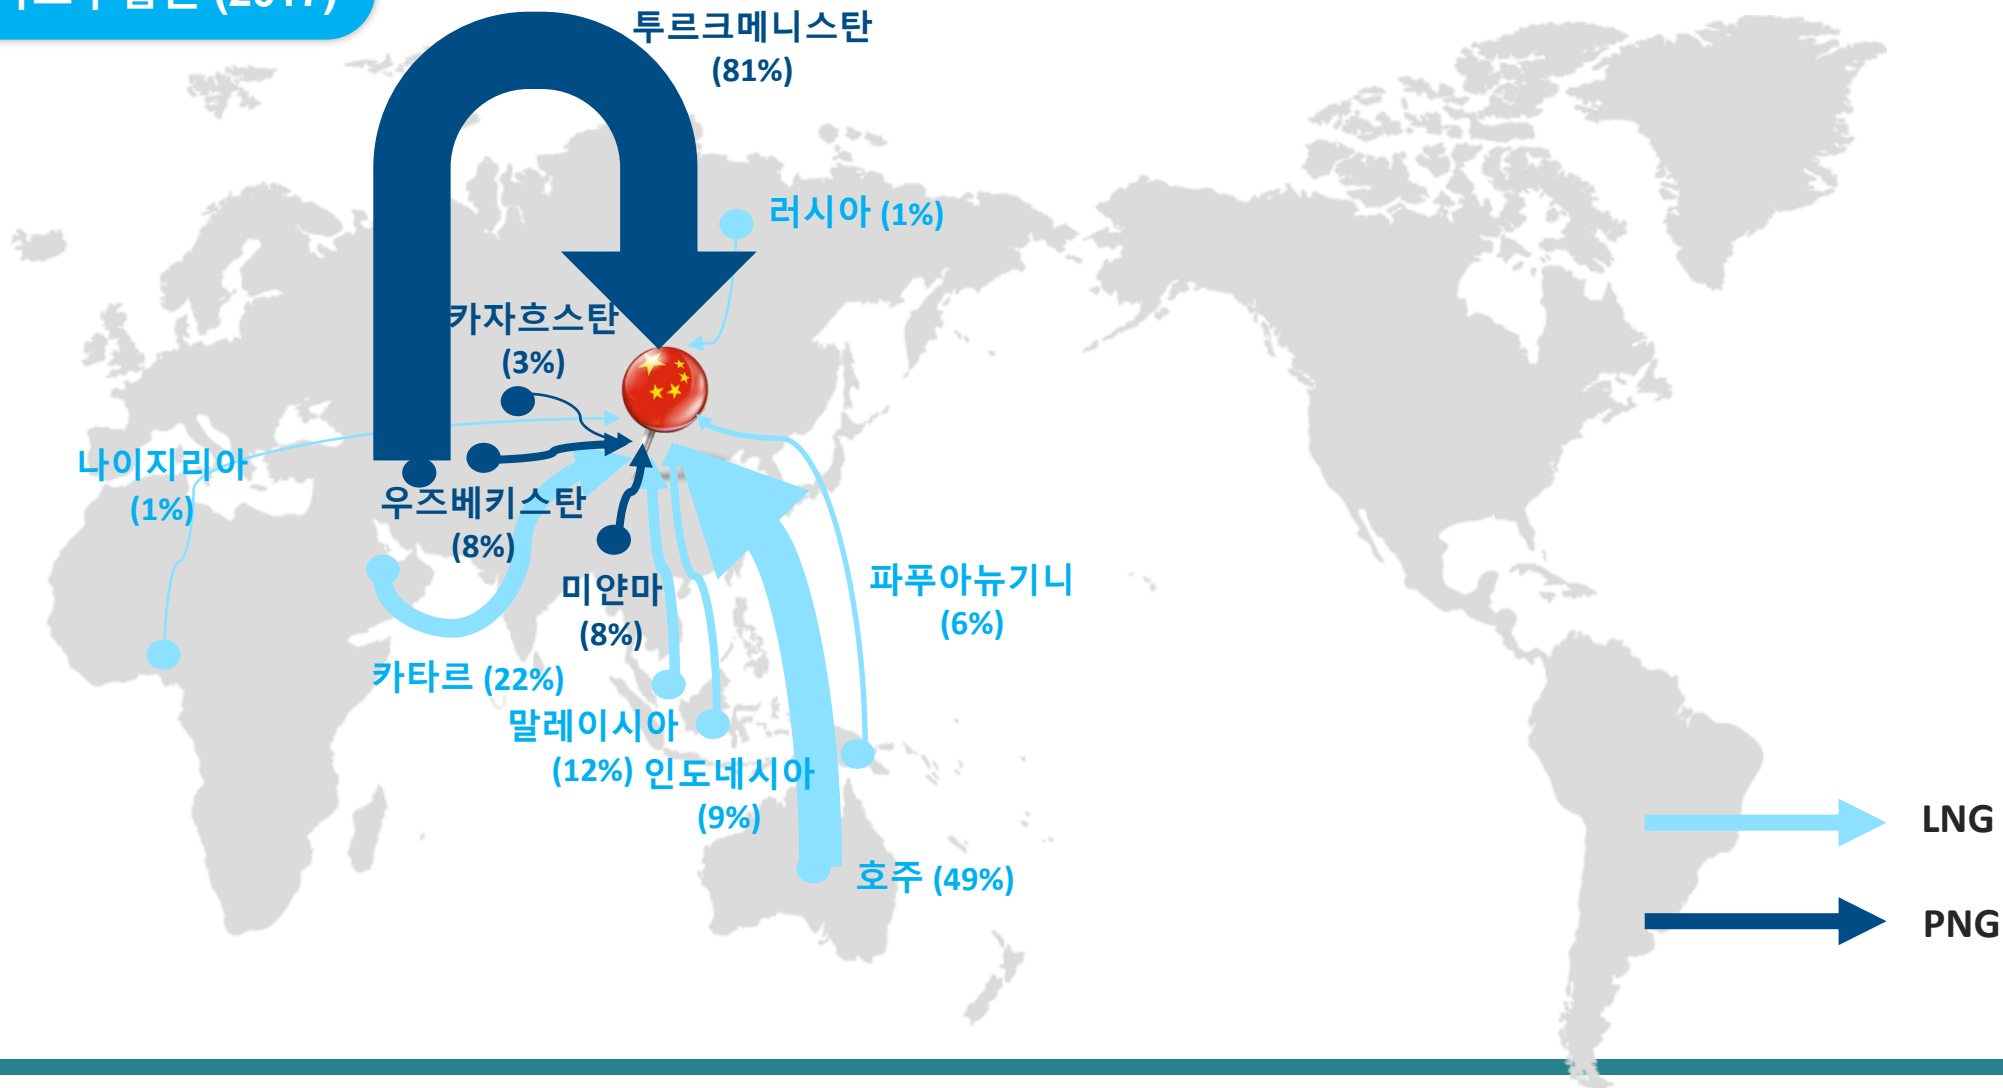 (2017)
투르크메니스탄
(81%)
러시아 (1%)
카자흐스탄
(3%)
나이지리아
(1%)
우즈베키스탄
(8%)
미얀마
(8%)
파푸아뉴기니
(6%)
카타르 (22%)
말레이시아
(12%)
인도네시아
(9%)
호주 (49%)
LNG
PNG